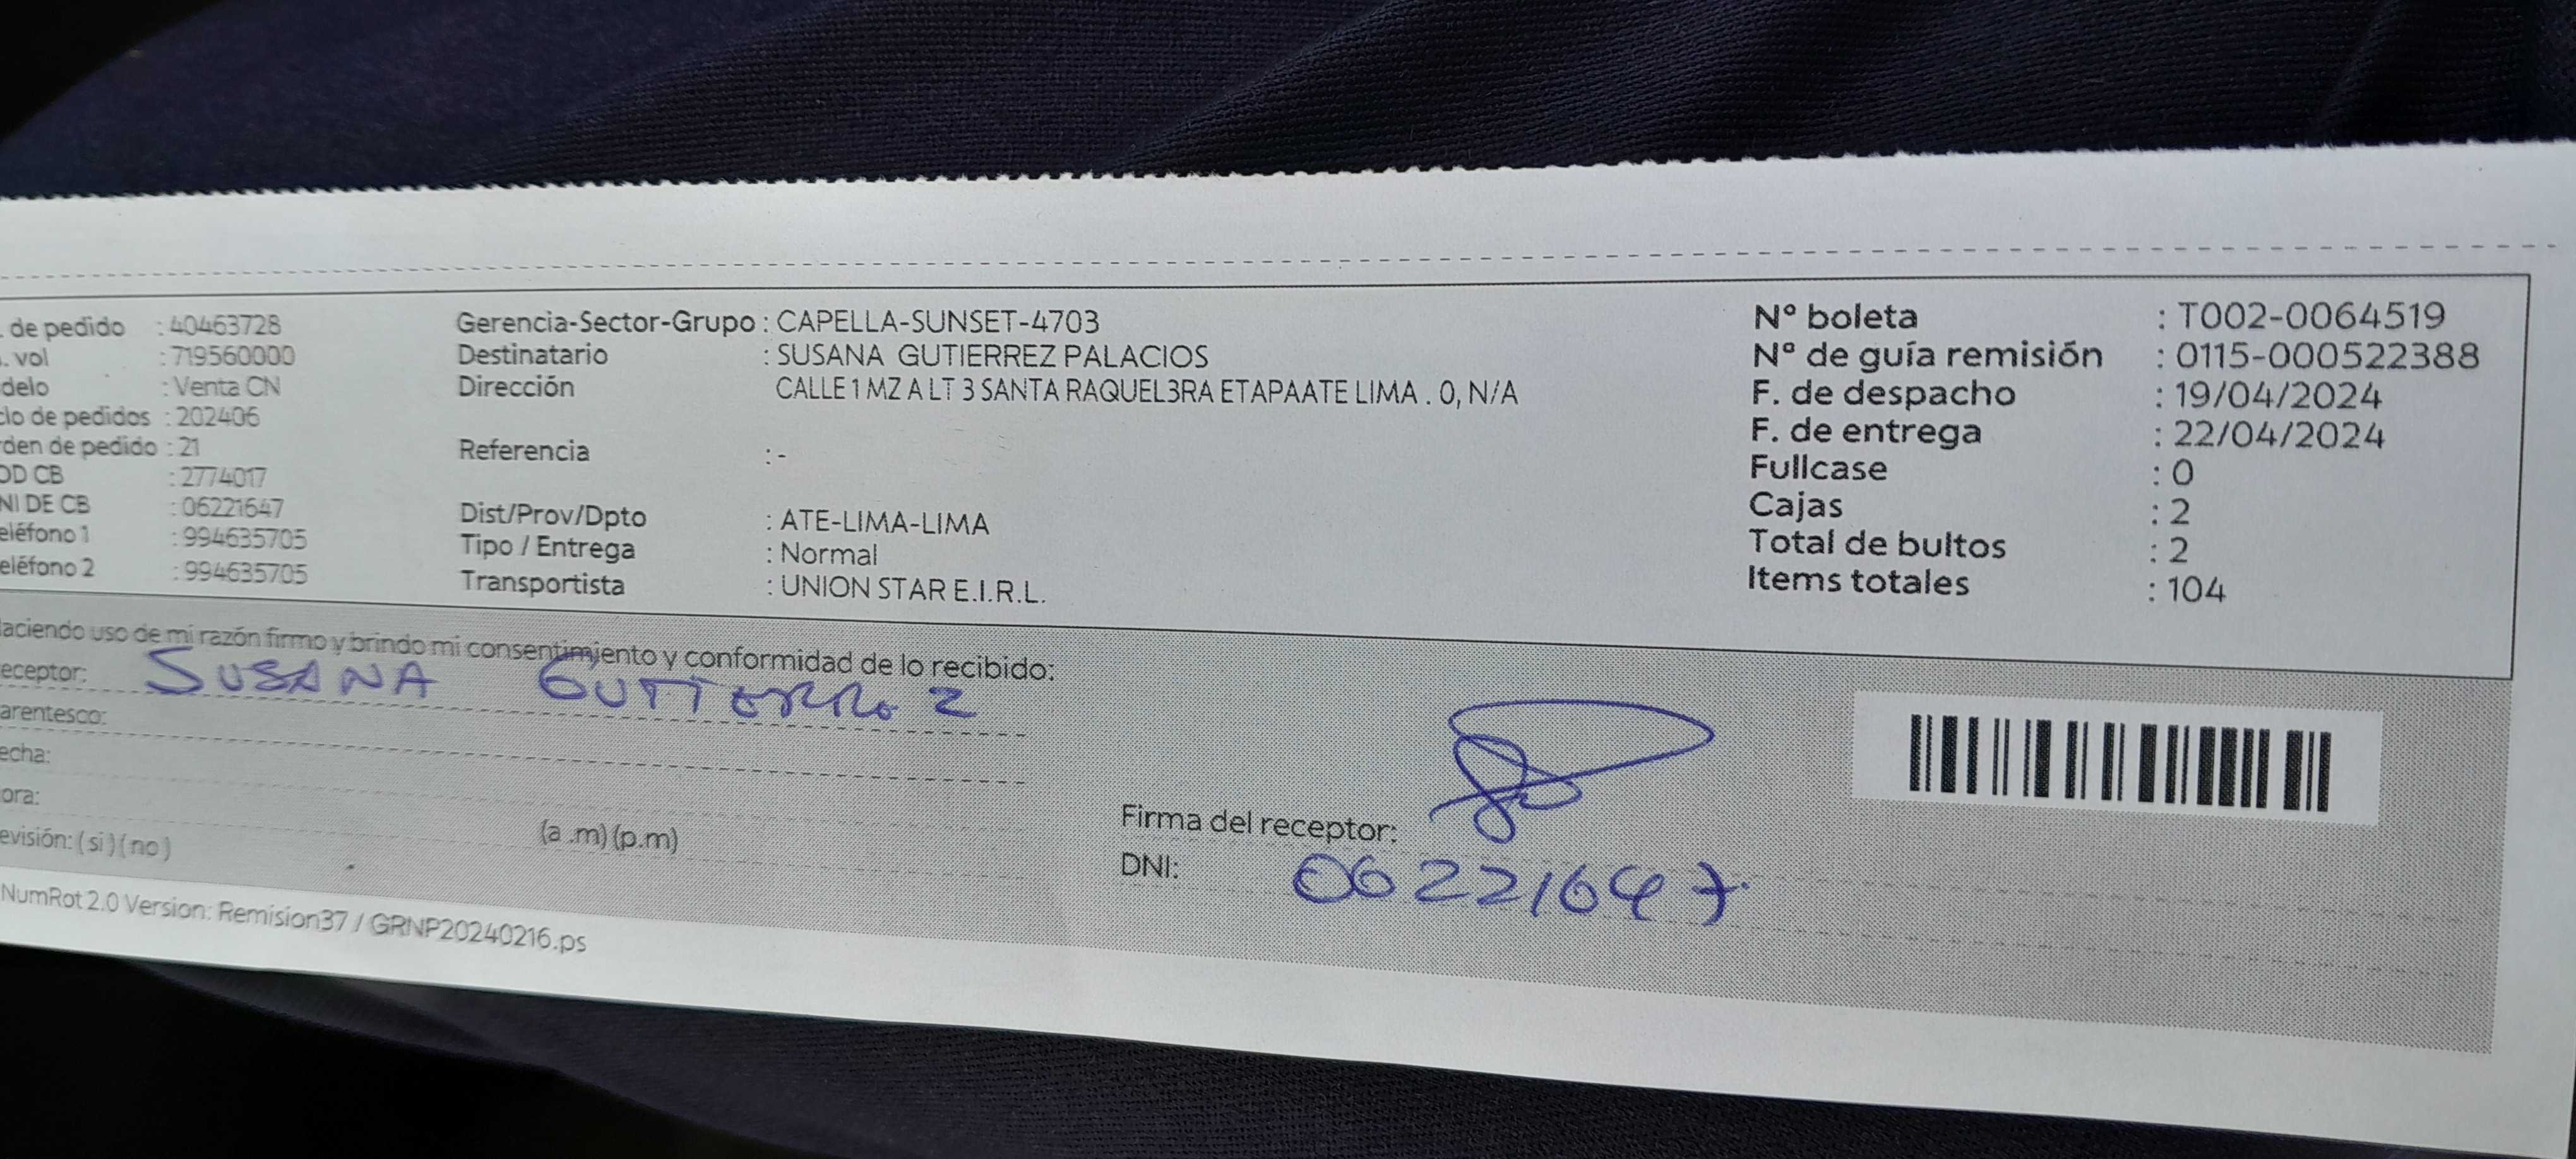 . de pedido : 40463728
. vol : 719560000
delo : Venta CN
clo de pedidos : 202406
rden de pedido : 21
OD CB : 2774017
NI DE CB : 06221647
eléfono 1 : 994635705
eléfono 2 : 994635705
Gerencia-Sector-Grupo : CAPELLA-SUNSET-4703
Destinatario : SUSANA GUTIERREZ PALACIOS
Dirección CALLE 1 MZ A LT 3 SANTA RAQUEL3RA ETAPAATE LIMA . 0, N/A
Referencia : -
Dist/Prov/Dpto : ATE-LIMA-LIMA
Tipo / Entrega : Normal
Transportista : UNION STAR E.I.R.L.
Nº boleta : T002-0064519
Nº de guía remisión : 0115-000522388
F. de despacho : 19/04/2024
F. de entrega : 22/04/2024
Fullcase : 0
Cajas : 2
Total de bultos : 2
Items totales : 104
aciendo uso de mi razón firmo y brindo mi consentimiento y conformidad de lo recibido:
eceptor: SUSANA GUTIERREZ
arentesco:
echa:
ora: (a .m) (p.m)
evisión: ( si ) ( no )
Firma del receptor:
DNI: 06221647
NumRot 2.0 Version: Remision37 / GRNP20240216.ps